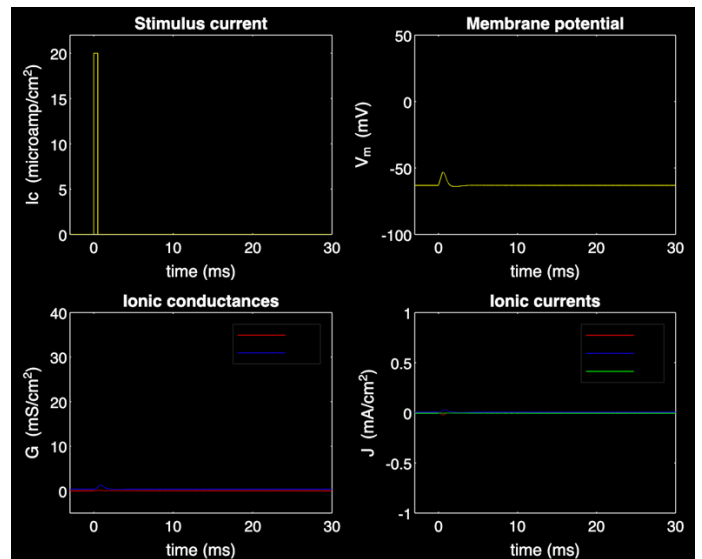 Stimulus current
Ic (microamp/cm²)
20
15
10
5
0
0 10 20 30
time (ms)
Membrane potential
Vₘ (mV)
50
0
-50
-100
0 10 20 30
time (ms)
Ionic conductances
G (mS/cm²)
40
30
20
10
0
0 10 20 30
time (ms)
Ionic currents
J (mA/cm²)
1
0.5
0
-0.5
-1
0 10 20 30
time (ms)